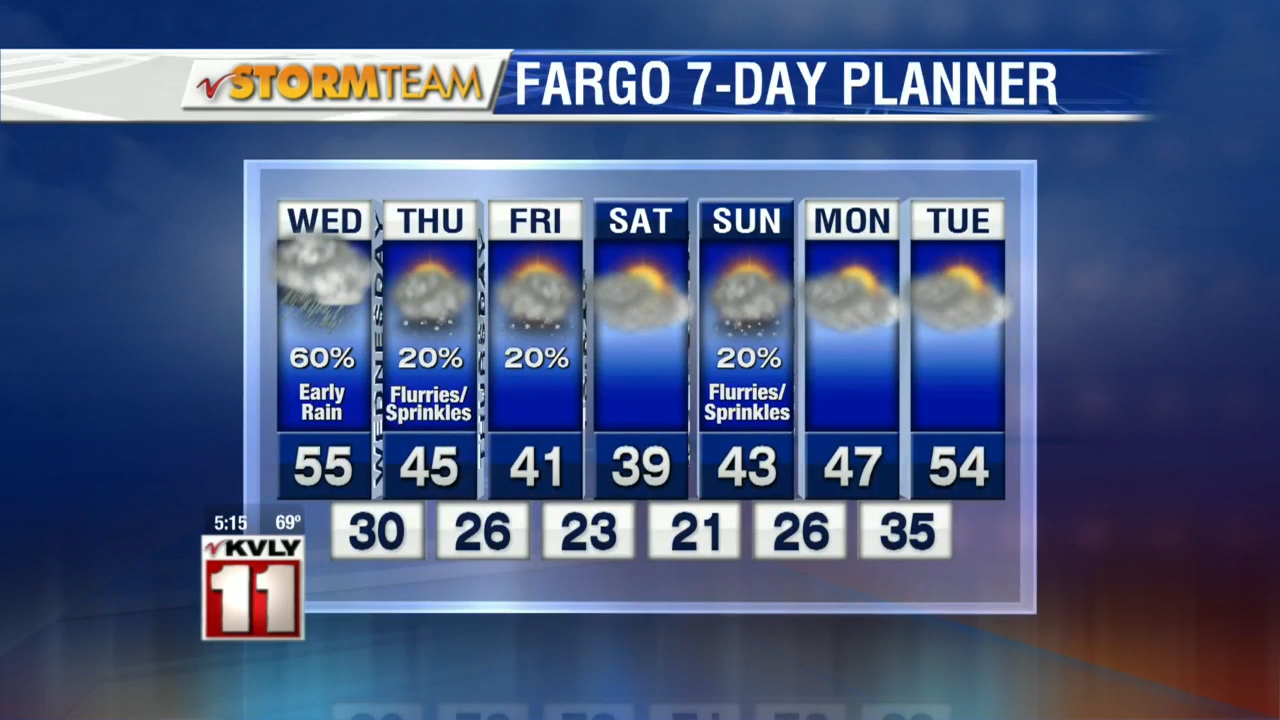 STORMTEAM FARGO 7-DAY PLANNER
WED THU FRI SAT SUN MON TUE
WEDNESDAY
THURSDAY
60% 20% 20% 20%
Early Flurries/ Flurries/
Rain Sprinkles Sprinkles
55 45 41 39 43 47 54
5:15 69º
30 26 23 21 26 35
KVLY
11